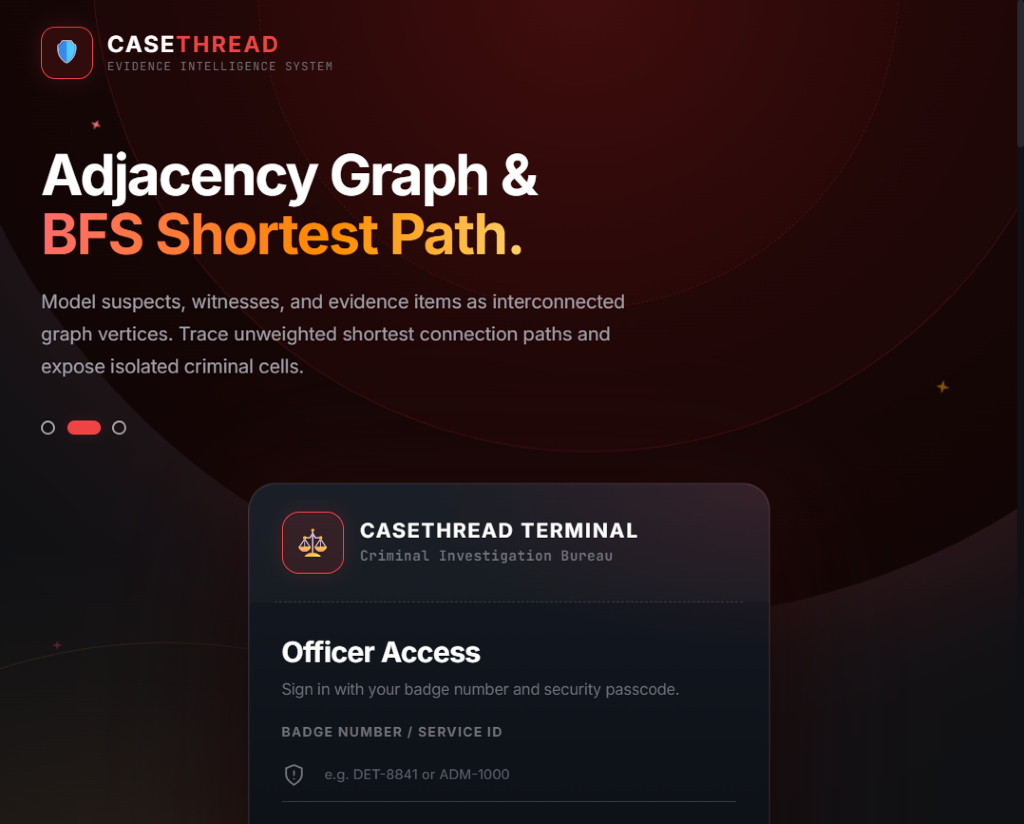 CASETHREAD
EVIDENCE INTELLIGENCE SYSTEM
Adjacency Graph &
BFS Shortest Path.
Model suspects, witnesses, and evidence items as interconnected
graph vertices. Trace unweighted shortest connection paths and
expose isolated criminal cells.
CASETHREAD TERMINAL
Criminal Investigation Bureau
Officer Access
Sign in with your badge number and security passcode.
BADGE NUMBER / SERVICE ID
e.g. DET-8841 or ADM-1000